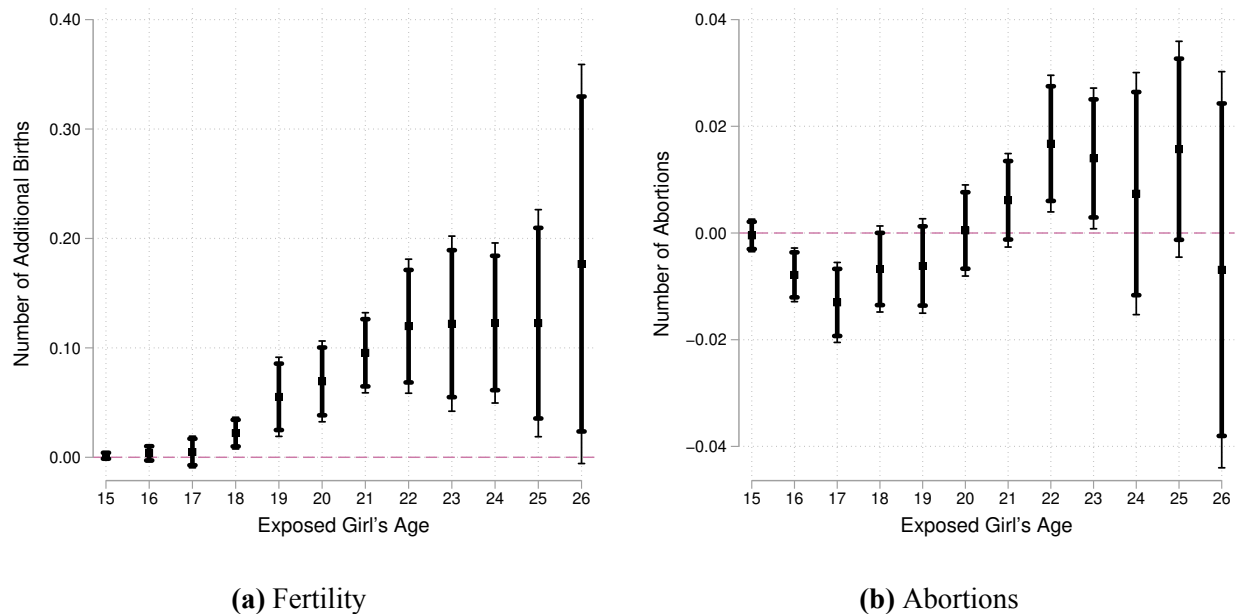 0.40
0.30
0.20
0.10
0.00
Number of Additional Births
15 16 17 18 19 20 21 22 23 24 25 26
Exposed Girl's Age
(a) Fertility
0.04
0.02
0.00
−0.02
−0.04
Number of Abortions
15 16 17 18 19 20 21 22 23 24 25 26
Exposed Girl's Age
(b) Abortions